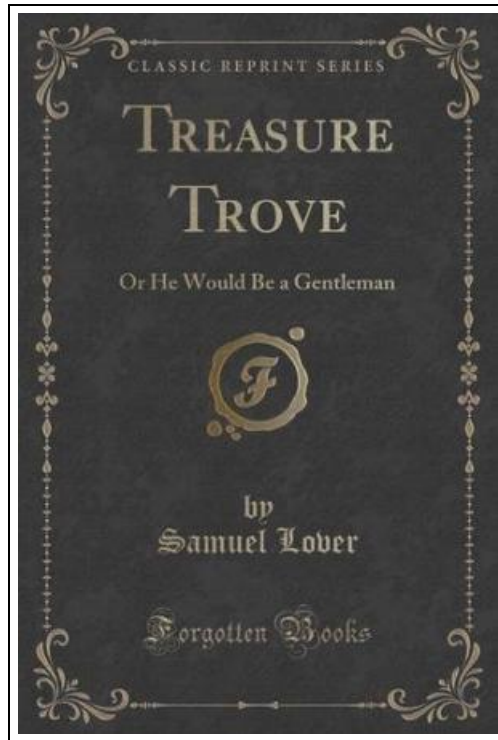 CLASSIC REPRINT SERIES
TREASURE
TROVE
Or He Would Be a Gentleman
F
by
Samuel Lover
Forgotten Books